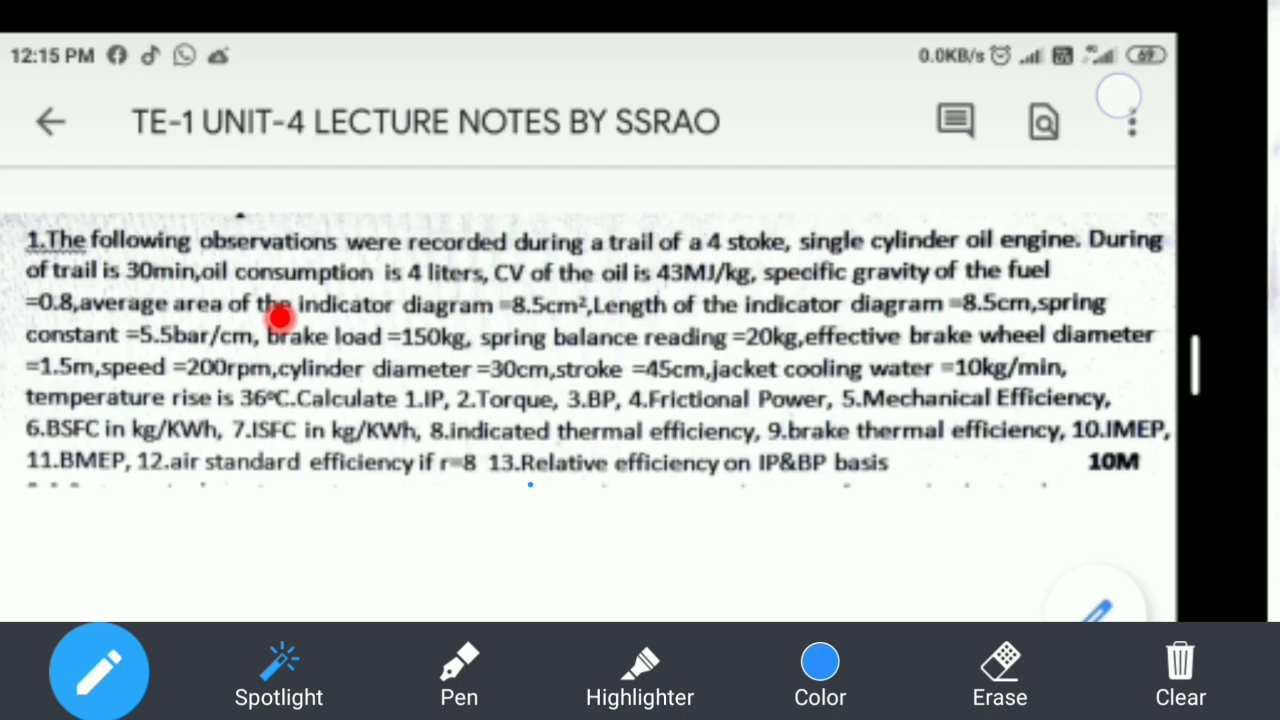 12:15 PM 0.0KB/s 4G 69
TE-1 UNIT-4 LECTURE NOTES BY SSRAO
1.The following observations were recorded during a trail of a 4 stoke, single cylinder oil engine. During
of trail is 30min,oil consumption is 4 liters, CV of the oil is 43MJ/kg, specific gravity of the fuel
=0.8,average area of the indicator diagram =8.5cm²,Length of the indicator diagram =8.5cm,spring
constant =5.5bar/cm, brake load =150kg, spring balance reading =20kg,effective brake wheel diameter
=1.5m,speed =200rpm,cylinder diameter =30cm,stroke =45cm,jacket cooling water =10kg/min,
temperature rise is 36ºC.Calculate 1.IP, 2.Torque, 3.BP, 4.Frictional Power, 5.Mechanical Efficiency,
6.BSFC in kg/KWh, 7.ISFC in kg/KWh, 8.indicated thermal efficiency, 9.brake thermal efficiency, 10.IMEP,
11.BMEP, 12.air standard efficiency if r=8 13.Relative efficiency on IP&BP basis 10M
Spotlight Pen Highlighter Color Erase Clear